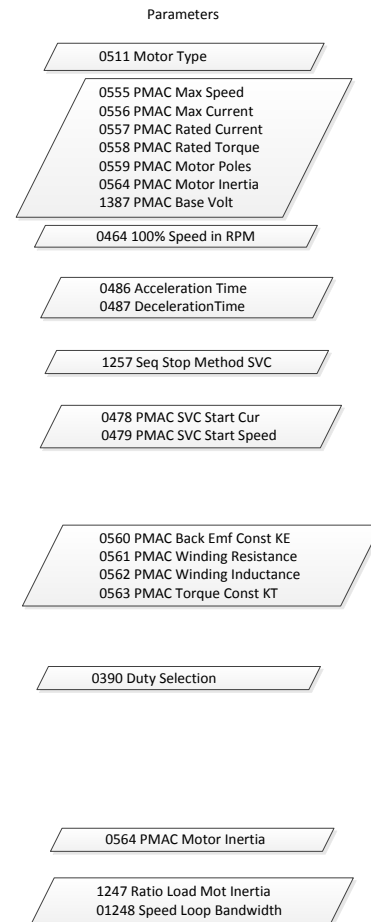 Parameters
0511 Motor Type
0555 PMAC Max Speed
0556 PMAC Max Current
0557 PMAC Rated Current
0558 PMAC Rated Torque
0559 PMAC Motor Poles
0564 PMAC Motor Inertia
1387 PMAC Base Volt
0464 100% Speed in RPM
0486 Acceleration Time
0487 DecelerationTime
1257 Seq Stop Method SVC
0478 PMAC SVC Start Cur
0479 PMAC SVC Start Speed
0560 PMAC Back Emf Const KE
0561 PMAC Winding Resistance
0562 PMAC Winding Inductance
0563 PMAC Torque Const KT
0390 Duty Selection
0564 PMAC Motor Inertia
1247 Ratio Load Mot Inertia
01248 Speed Loop Bandwidth